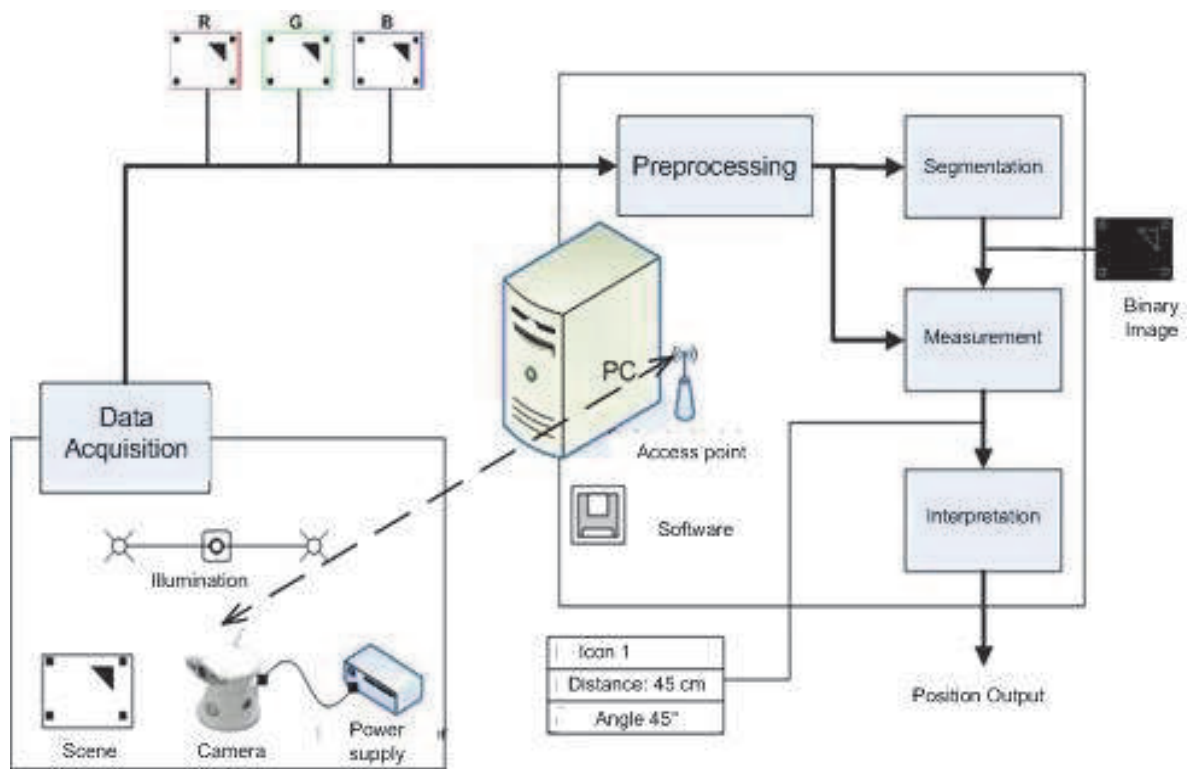 R G B
Preprocessing
Segmentation
Binary
Image
Measurement
PC
Data
Acquisition
Access point
Software
Interpretation
Illumination
Icon 1
Distance: 45 cm
Angle 45°
Position Output
Scene
Camera
Power
supply